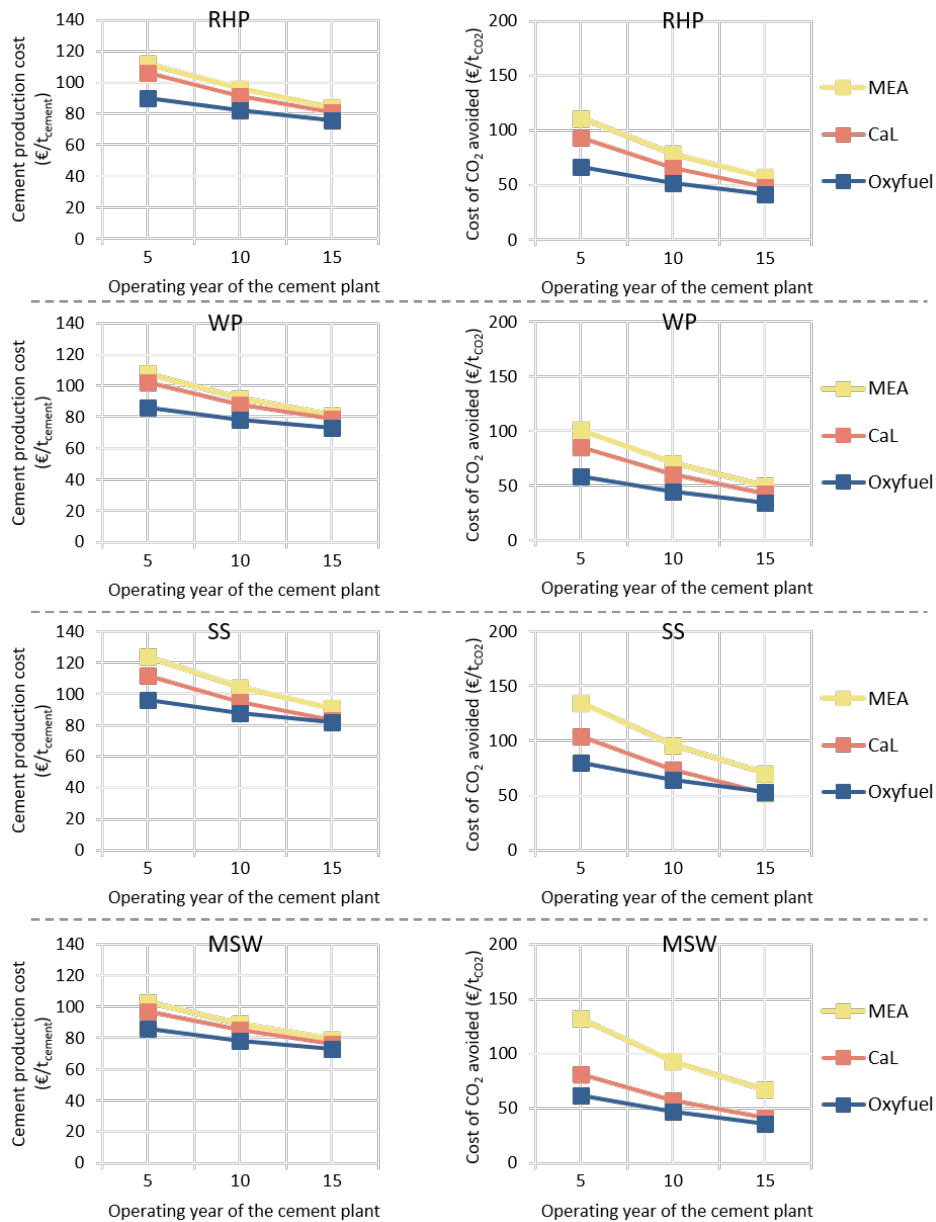 RHP
Cement production cost
(€/t_cement)
140
120
100
80
60
40
20
0
5 10 15
Operating year of the cement plant
RHP
Cost of CO₂ avoided (€/t_CO2)
200
150
100
50
0
5 10 15
Operating year of the cement plant
MEA
CaL
Oxyfuel
WP
Cement production cost
(€/t_cement)
140
120
100
80
60
40
20
0
5 10 15
Operating year of the cement plant
WP
Cost of CO₂ avoided (€/t_CO2)
200
150
100
50
0
5 10 15
Operating year of the cement plant
MEA
CaL
Oxyfuel
SS
Cement production cost
(€/t_cement)
140
120
100
80
60
40
20
0
5 10 15
Operating year of the cement plant
SS
Cost of CO₂ avoided (€/t_CO2)
200
150
100
50
0
5 10 15
Operating year of the cement plant
MEA
CaL
Oxyfuel
MSW
Cement production cost
(€/t_cement)
140
120
100
80
60
40
20
0
5 10 15
Operating year of the cement plant
MSW
Cost of CO₂ avoided (€/t_CO2)
200
150
100
50
0
5 10 15
Operating year of the cement plant
MEA
CaL
Oxyfuel